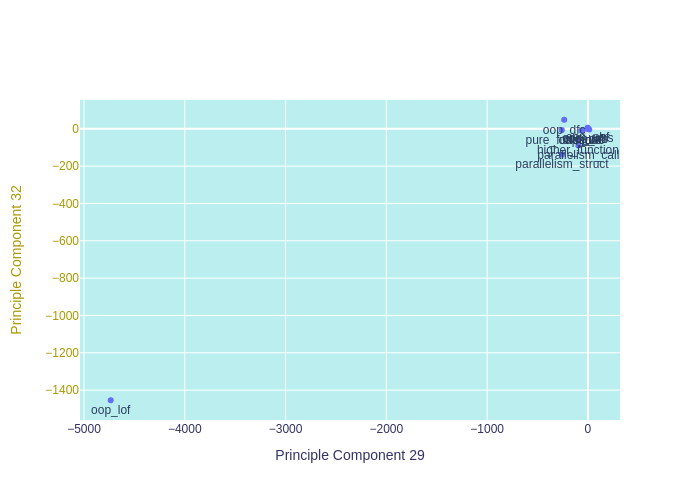 0
−200
−400
−600
−800
−1000
−1200
−1400
Principle Component 32
oop_dfc
pure_
higher_function
parallelism_call
parallelism_struct
oop_lof
−5000
−4000
−3000
−2000
−1000
0
Principle Component 29